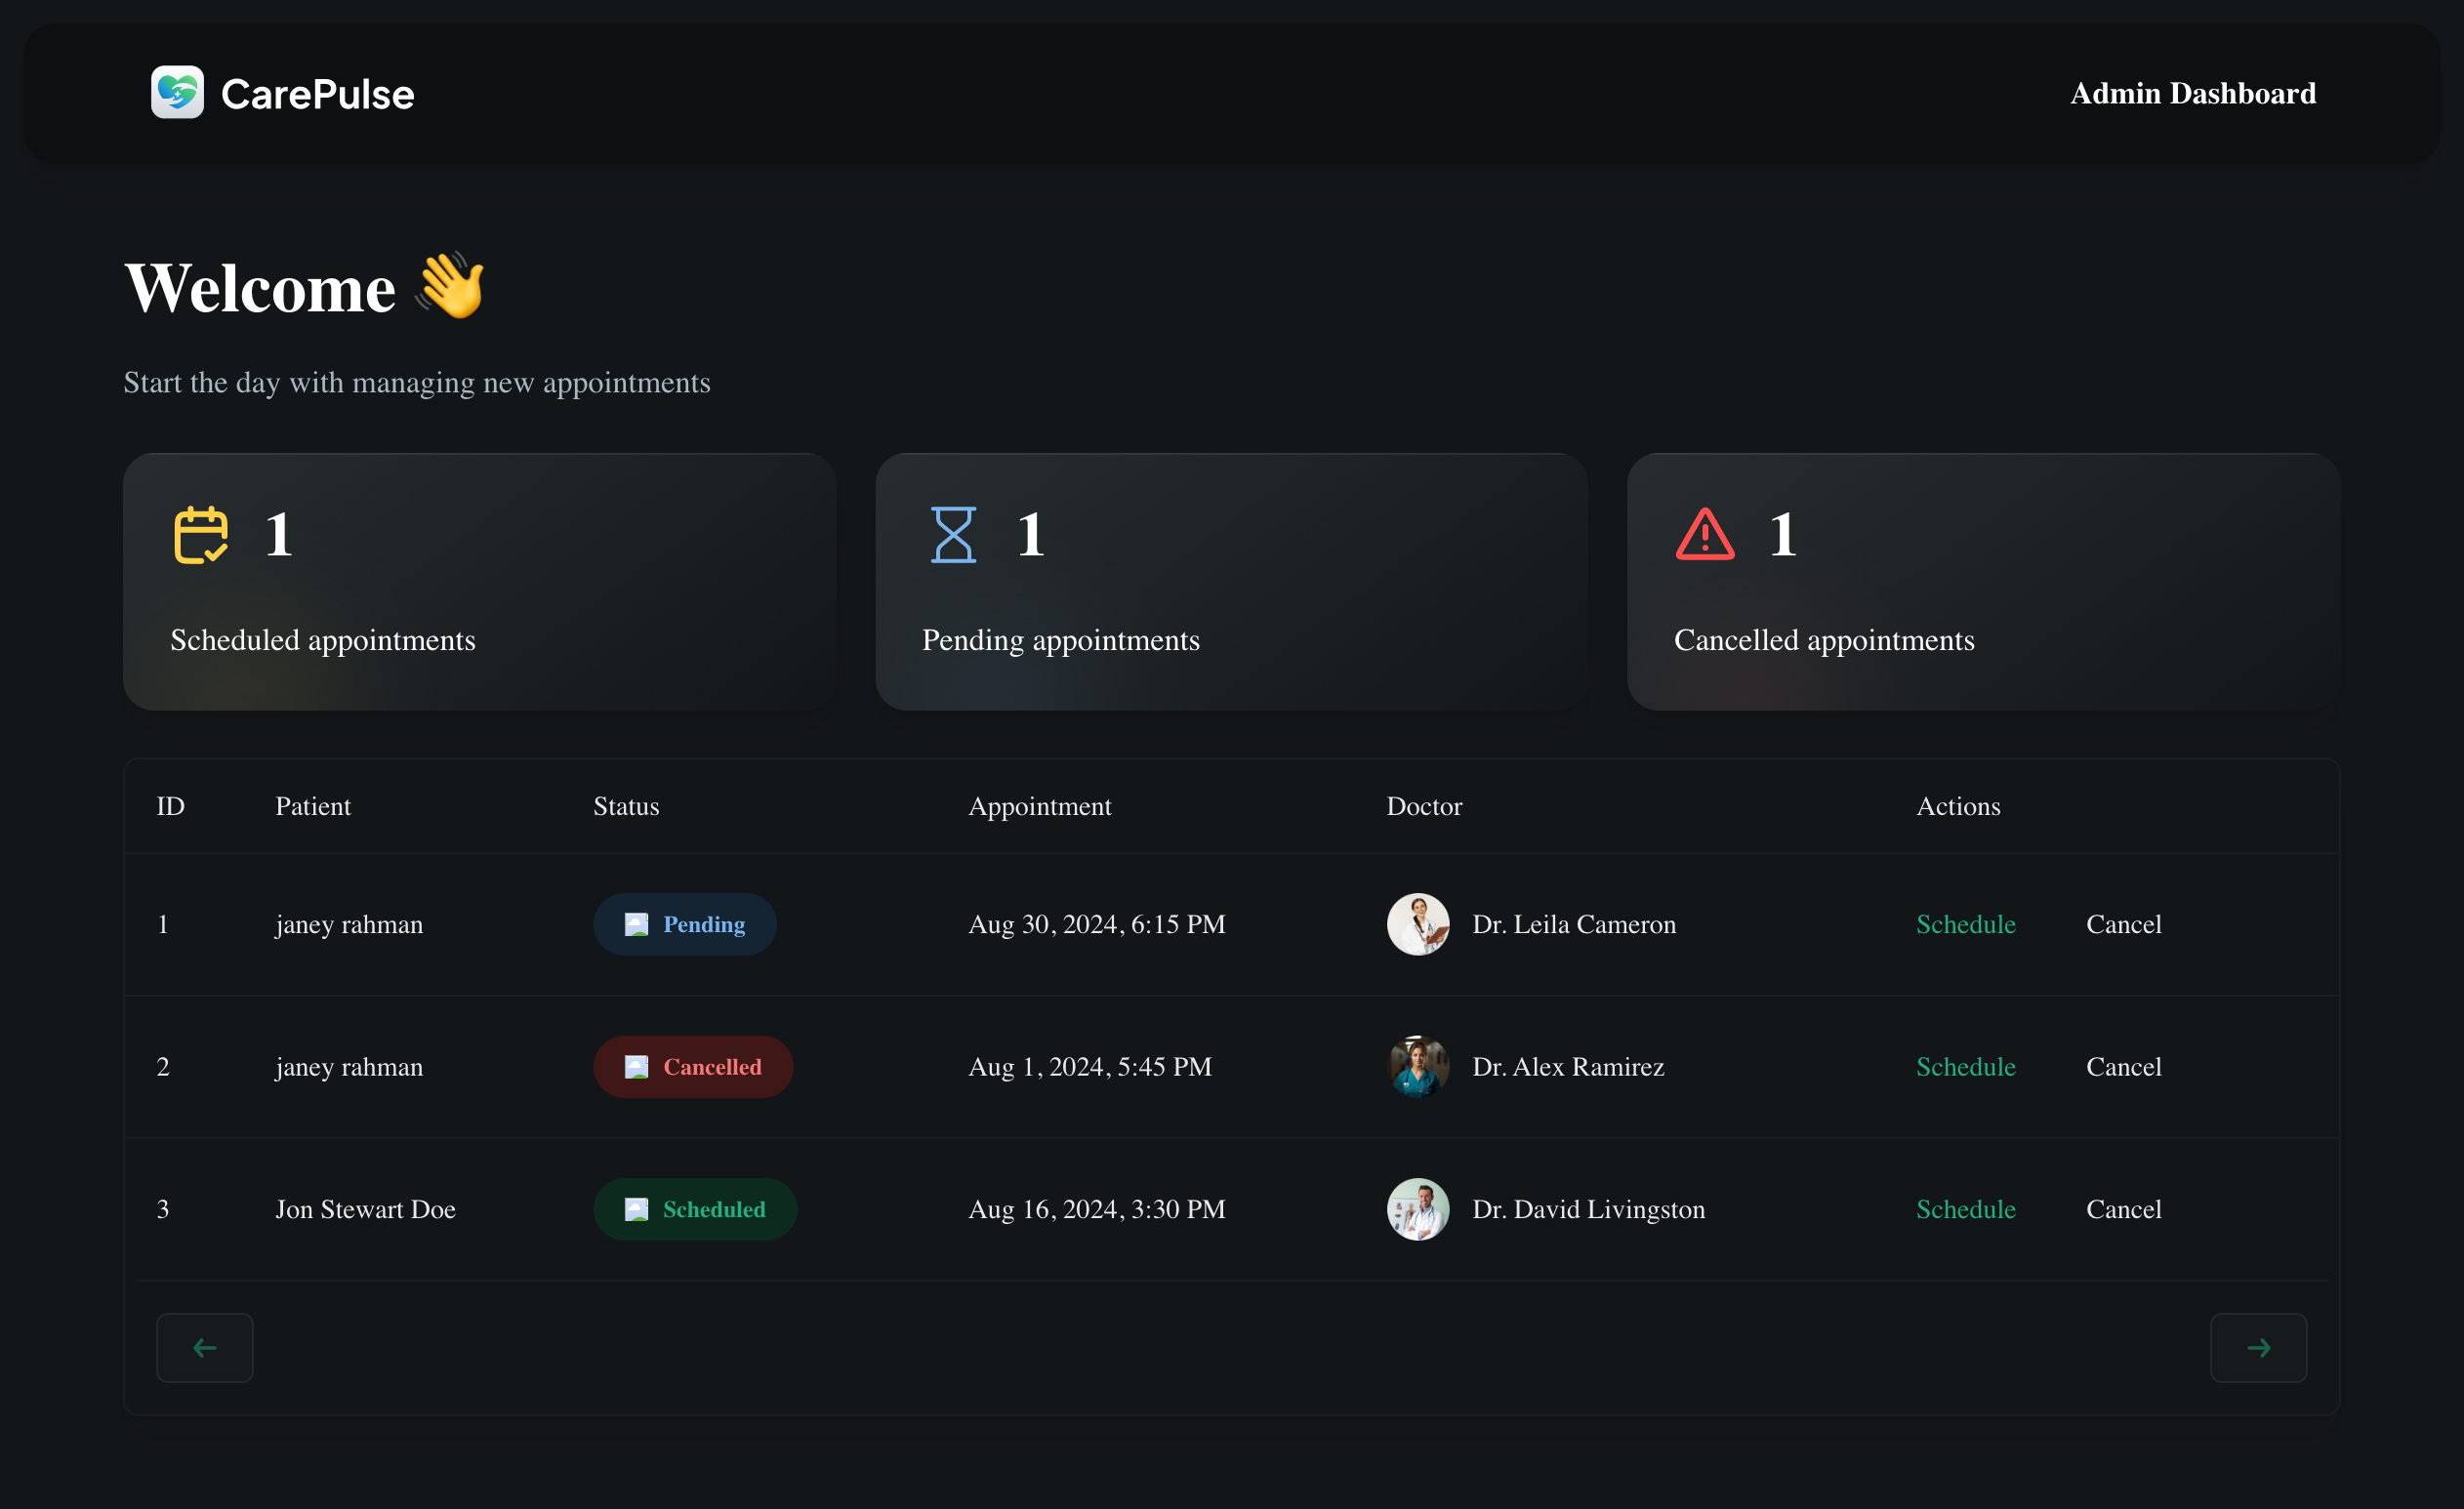 CarePulse
Admin Dashboard
Welcome 👋
Start the day with managing new appointments
1
Scheduled appointments
1
Pending appointments
1
Cancelled appointments
ID Patient Status Appointment Doctor Actions
1 janey rahman Pending Aug 30, 2024, 6:15 PM Dr. Leila Cameron Schedule Cancel
2 janey rahman Cancelled Aug 1, 2024, 5:45 PM Dr. Alex Ramirez Schedule Cancel
3 Jon Stewart Doe Scheduled Aug 16, 2024, 3:30 PM Dr. David Livingston Schedule Cancel